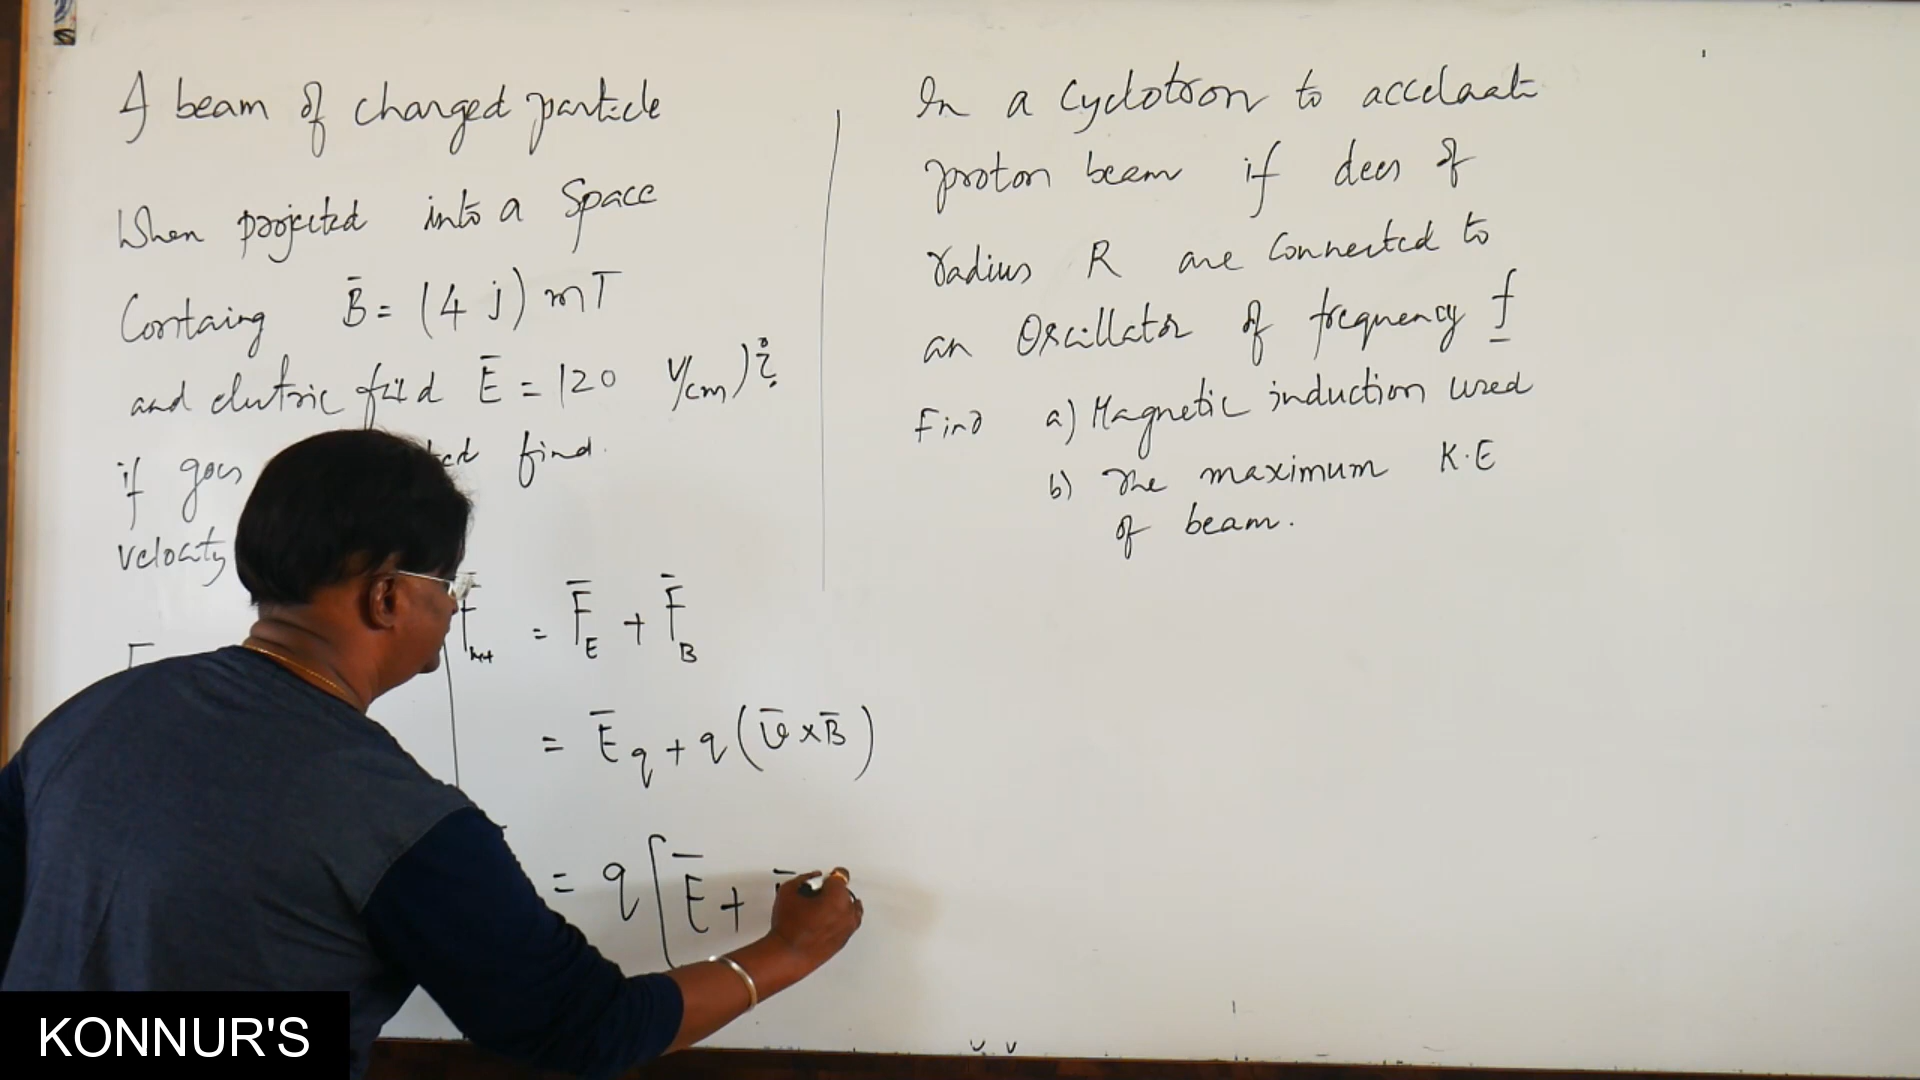 A beam of charged particle
When projected into a Space
Containg B̄ = (4 j) mT
and electric field Ē = 120 V/cm) î
if goes find.
velocity
F̄net = F̄E + F̄B
= Ēq + q (v̄ × B̄)
= q [Ē +
In a Cyclotron to accelaate
proton beam if dees of
radius R are Connected to
an Oscillator of frequency f
Find a) Magnetic induction used
b) The maximum K.E
of beam.
KONNUR'S